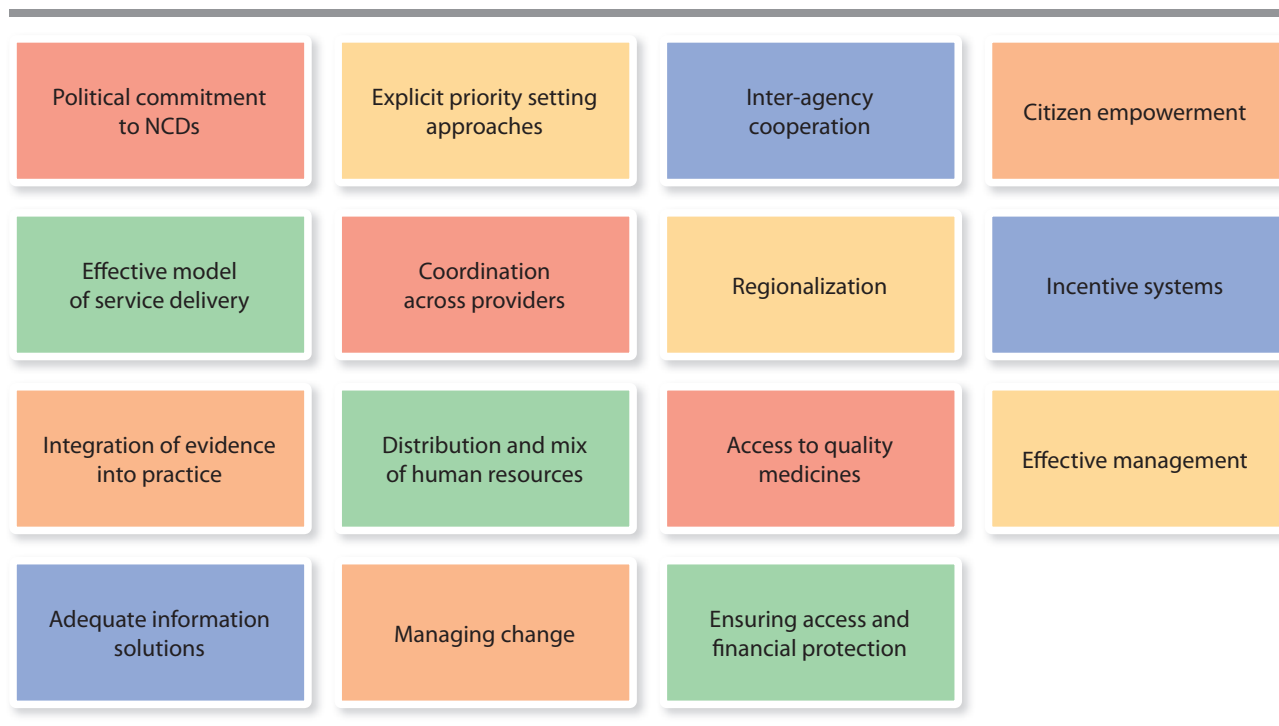 Political commitment
to NCDs
Explicit priority setting
approaches
Inter-agency
cooperation
Citizen empowerment
Effective model
of service delivery
Coordination
across providers
Regionalization
Incentive systems
Integration of evidence
into practice
Distribution and mix
of human resources
Access to quality
medicines
Effective management
Adequate information
solutions
Managing change
Ensuring access and
financial protection